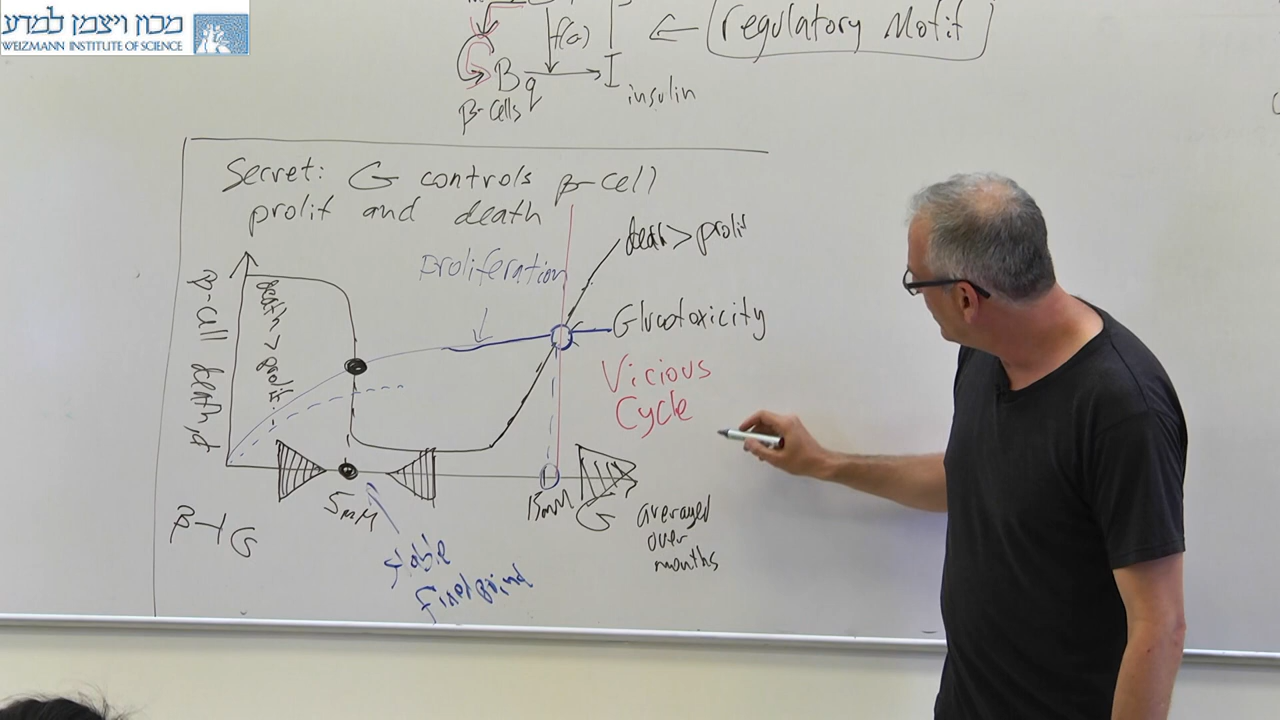 מכון ויצמן למדע
WEIZMANN INSTITUTE OF SCIENCE
regulatory Motif
f(G)
B q I
β-cells
insulin
Secret: G controls β-cell
prolif and death
death > prolif
proliferation
β-cell death, d
death > prolif.
Glucotoxicity
Vicious
Cycle
5mM
15mM
G averaged
over
months
β⊣G
stable
fixed point